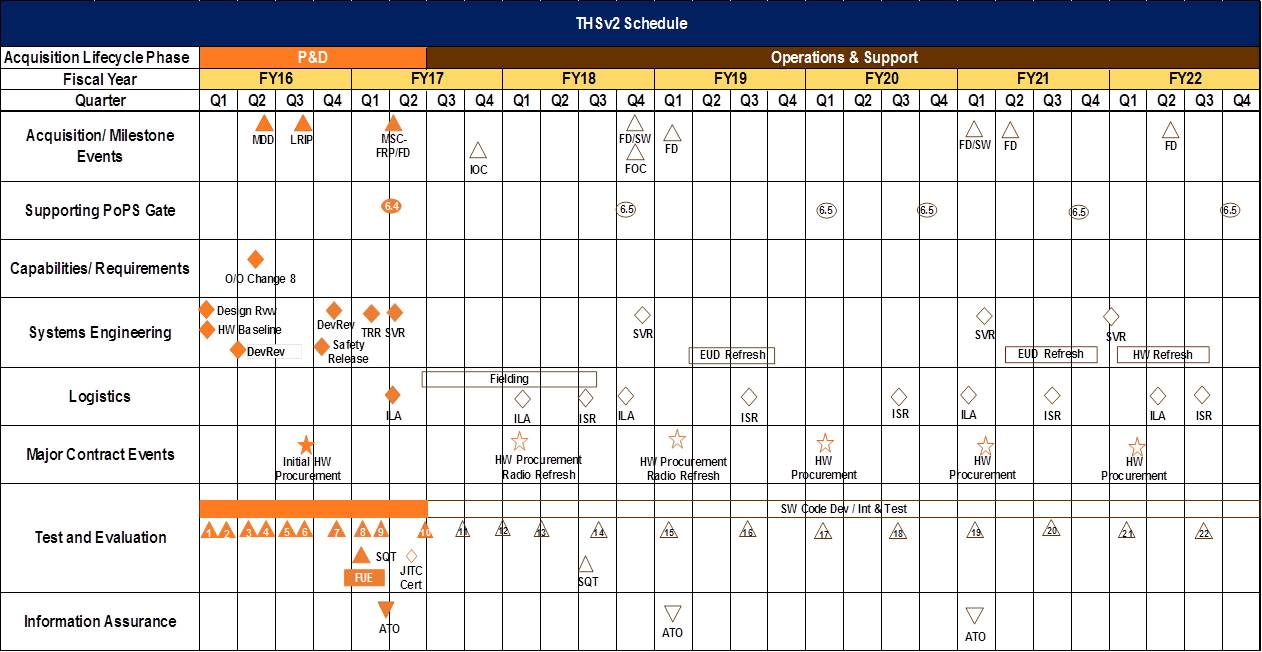 THSv2 Schedule
Acquisition Lifecycle Phase P&D Operations & Support
Fiscal Year FY16 FY17 FY18 FY19 FY20 FY21 FY22
Quarter Q1 Q2 Q3 Q4 Q1 Q2 Q3 Q4 Q1 Q2 Q3 Q4 Q1 Q2 Q3 Q4 Q1 Q2 Q3 Q4 Q1 Q2 Q3 Q4 Q1 Q2 Q3 Q4
Acquisition/ Milestone
Events
MDD LRIP MSC- FD/SW FD FD/SW FD FD
FRP/FD
IOC FOC
Supporting PoPS Gate 6.4 6.5 6.5 6.5 6.5 6.5
Capabilities/ Requirements
O/O Change 8
Systems Engineering
Design Rvw
HW Baseline
DevRev TRR SVR SVR SVR SVR
DevRev
Safety
Release
EUD Refresh EUD Refresh HW Refresh
Logistics
Fielding
ILA ILA ISR ILA ISR ISR ILA ISR ILA ISR
Major Contract Events
Initial HW
Procurement
HW Procurement
Radio Refresh
HW Procurement
Radio Refresh
HW
Procurement
HW
Procurement
HW
Procurement
Test and Evaluation
SW Code Dev / Int & Test
1 2 3 4 5 6 7 8 9 10 11 12 13 14 15 16 17 18 19 20 21 22
SQT
JITC
Cert
FUE
SQT
Information Assurance
ATO ATO ATO